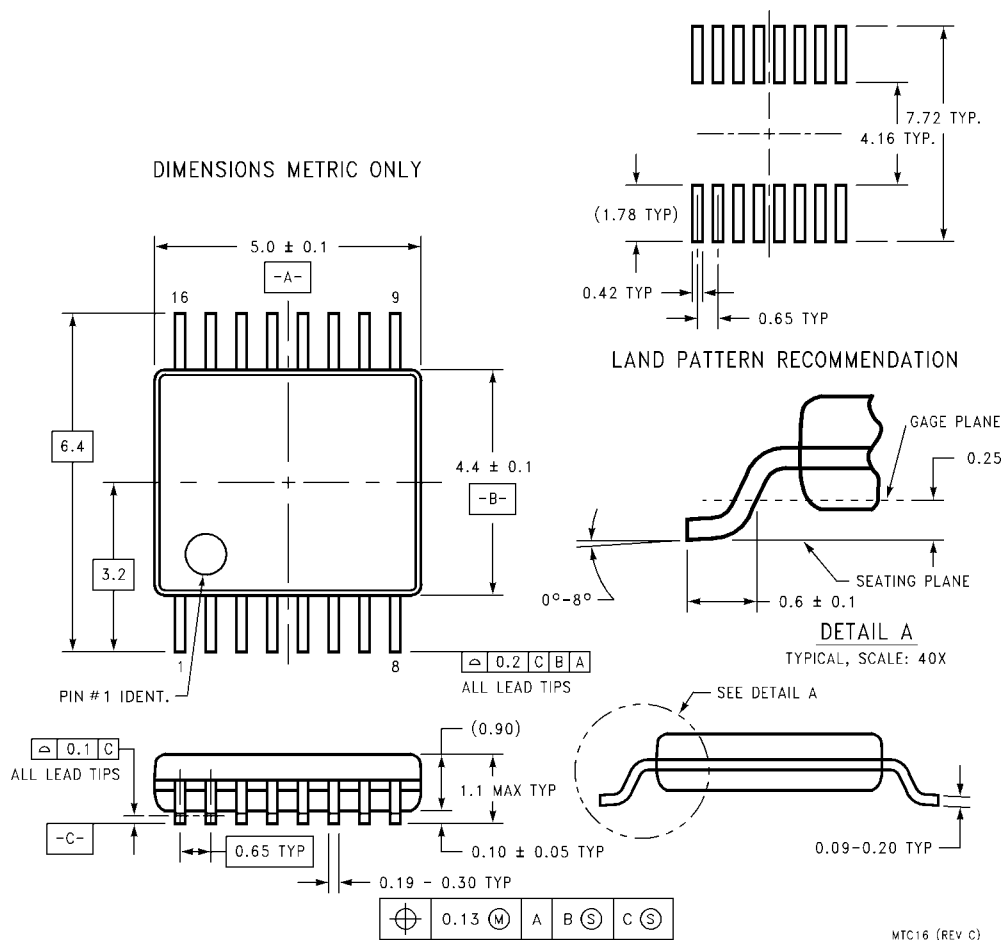 7.72 TYP.
4.16 TYP.
DIMENSIONS METRIC ONLY
(1.78 TYP)
5.0 ± 0.1
-A-
0.42 TYP
0.65 TYP
16
9
LAND PATTERN RECOMMENDATION
GAGE PLANE
6.4
0.25
4.4 ± 0.1
-B-
3.2
SEATING PLANE
0°-8°
0.6 ± 0.1
DETAIL A
TYPICAL, SCALE: 40X
1
8
⌓ 0.2 C B A
ALL LEAD TIPS
PIN #1 IDENT.
SEE DETAIL A
(0.90)
⌓ 0.1 C
ALL LEAD TIPS
1.1 MAX TYP
-C-
0.65 TYP
0.10 ± 0.05 TYP
0.09-0.20 TYP
0.19 - 0.30 TYP
⌖ 0.13 Ⓜ A B Ⓢ C Ⓢ
MTC16 (REV C)